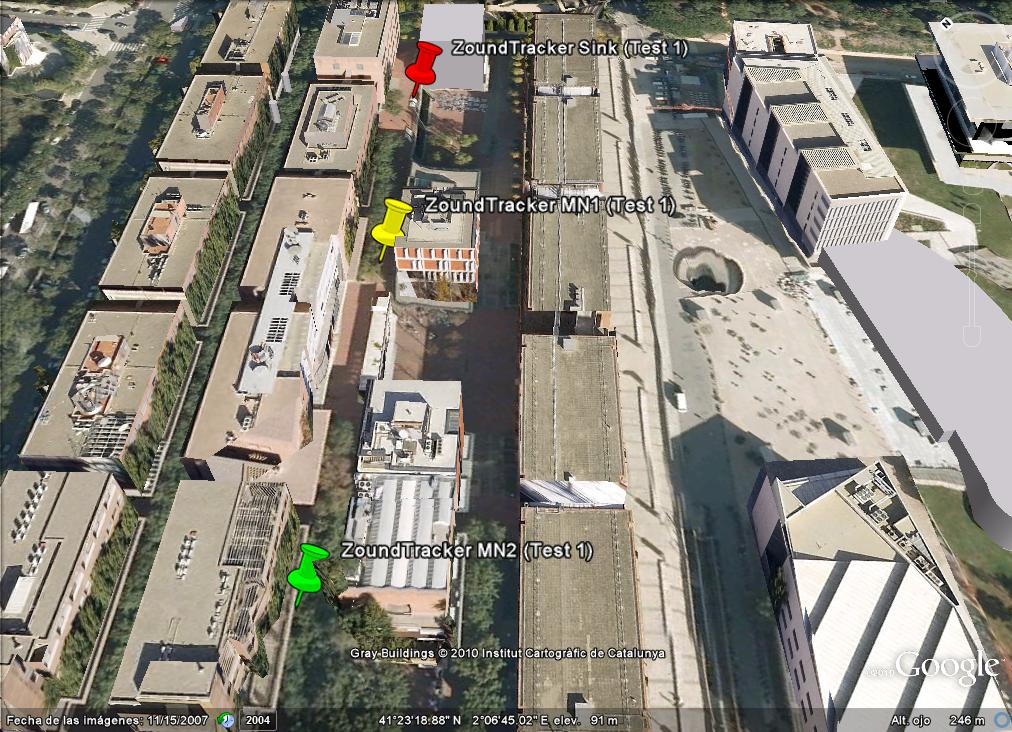 ZoundTracker Sink (Test 1)
ZoundTracker MN1 (Test 1)
ZoundTracker MN2 (Test 1)
Gray Buildings © 2010 Institut Cartogràfic de Catalunya
©2010 Google
Fecha de las imágenes: 11/15/2007 2004 41°23'18.88" N 2°06'45.02" E elev. 91 m Alt. ojo 246 m
N